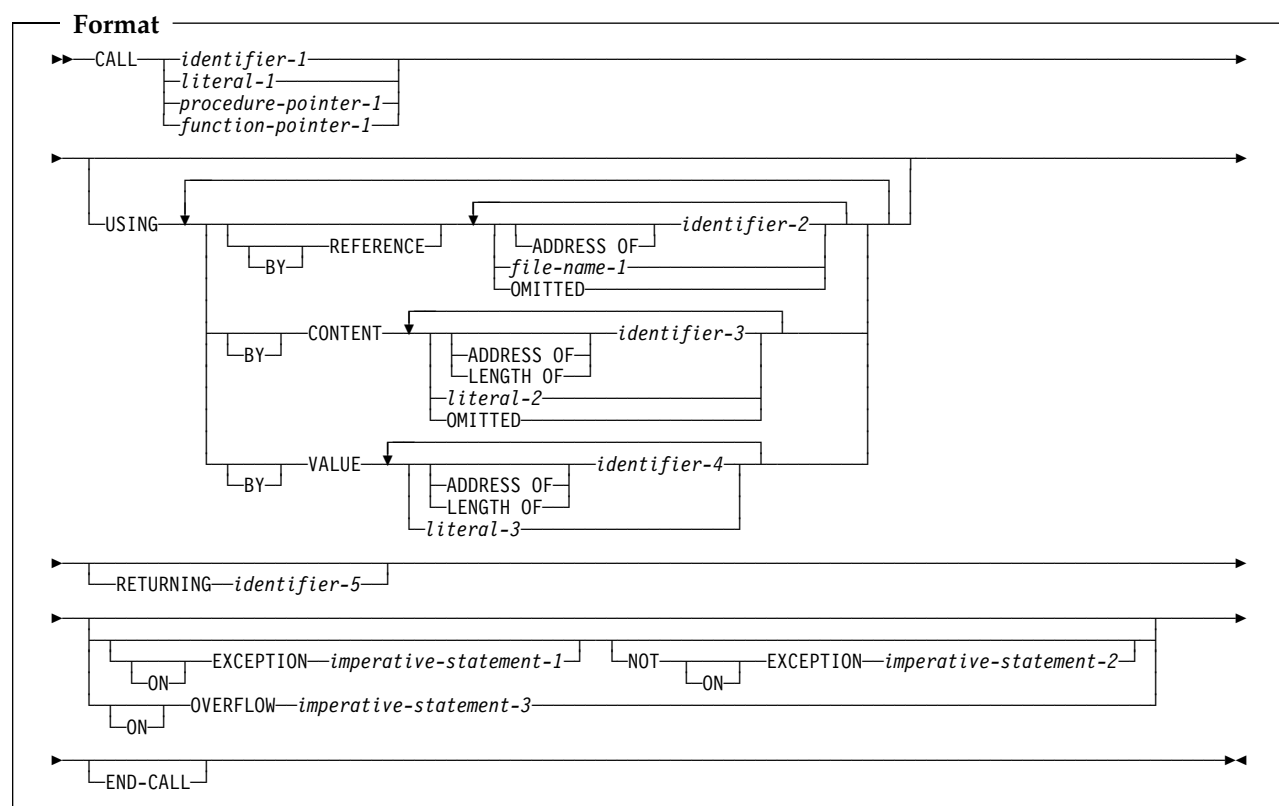 Format
CALL identifier-1
literal-1
procedure-pointer-1
function-pointer-1
USING identifier-2
REFERENCE ADDRESS OF
BY file-name-1
OMITTED
CONTENT identifier-3
BY ADDRESS OF
LENGTH OF
literal-2
OMITTED
VALUE identifier-4
BY ADDRESS OF
LENGTH OF
literal-3
RETURNING identifier-5
EXCEPTION imperative-statement-1 NOT EXCEPTION imperative-statement-2
ON ON
OVERFLOW imperative-statement-3
ON
END-CALL